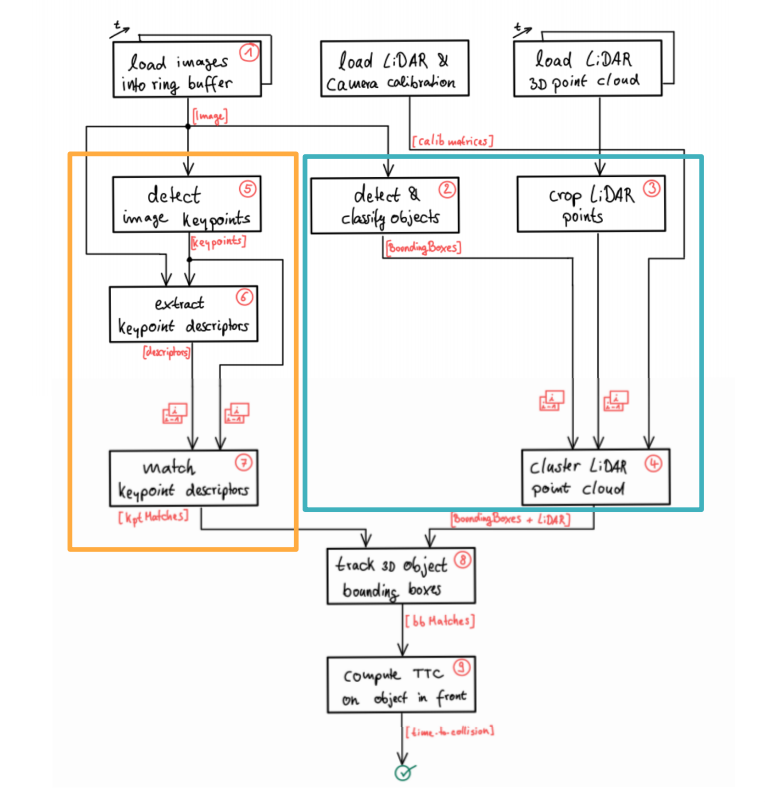 t
load images
into ring buffer
1
load LiDAR &
Camera calibration
t
load LiDAR
3D point cloud
[Image]
[calib matrices]
detect
image keypoints
5
detect &
classify objects
2
crop LiDAR
points
3
[keypoints]
[BoundingBoxes]
extract
keypoint descriptors
6
[descriptors]
i
i-1
i
i-1
i
i-1
i
i-1
match
keypoint descriptors
7
cluster LiDAR
point cloud
4
[Kpt Matches]
[BoundingBoxes + LiDAR]
track 3D object
bounding boxes
8
[bb Matches]
compute TTC
on object in front
9
[time-to-collision]